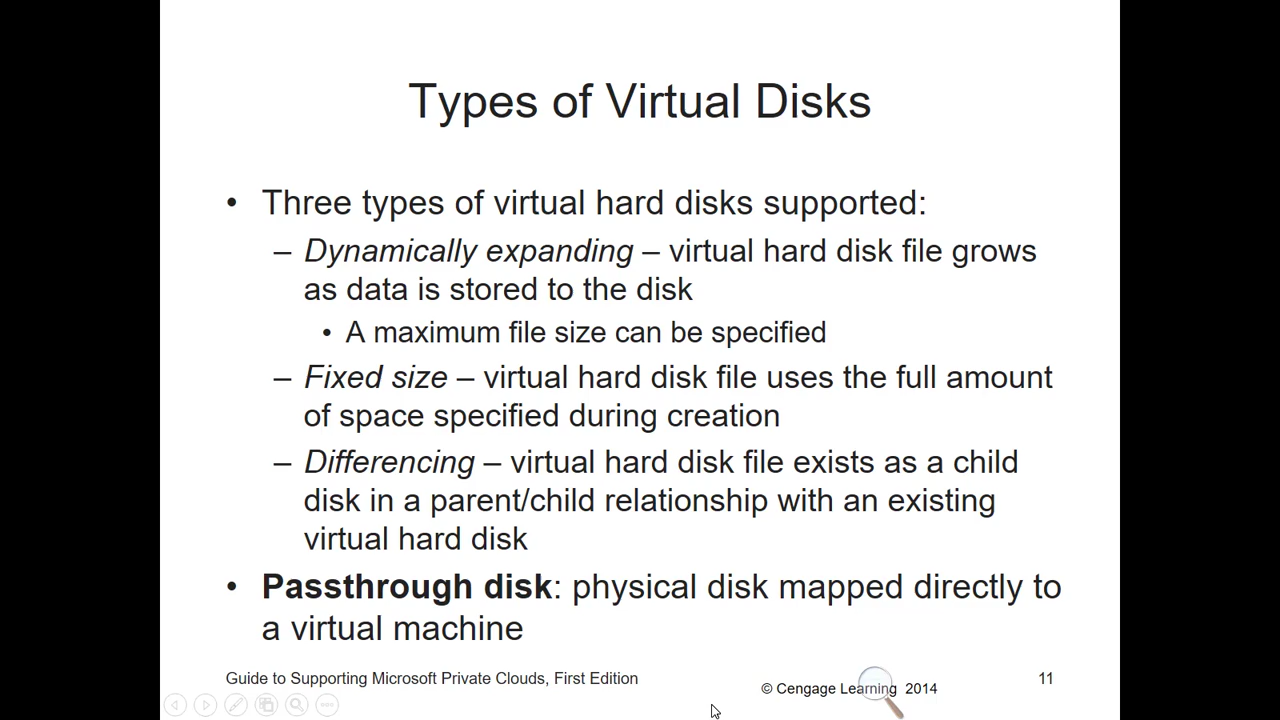 Types of Virtual Disks
• Three types of virtual hard disks supported:
– Dynamically expanding – virtual hard disk file grows
as data is stored to the disk
• A maximum file size can be specified
– Fixed size – virtual hard disk file uses the full amount
of space specified during creation
– Differencing – virtual hard disk file exists as a child
disk in a parent/child relationship with an existing
virtual hard disk
• Passthrough disk: physical disk mapped directly to
a virtual machine
Guide to Supporting Microsoft Private Clouds, First Edition
© Cengage Learning 2014
11